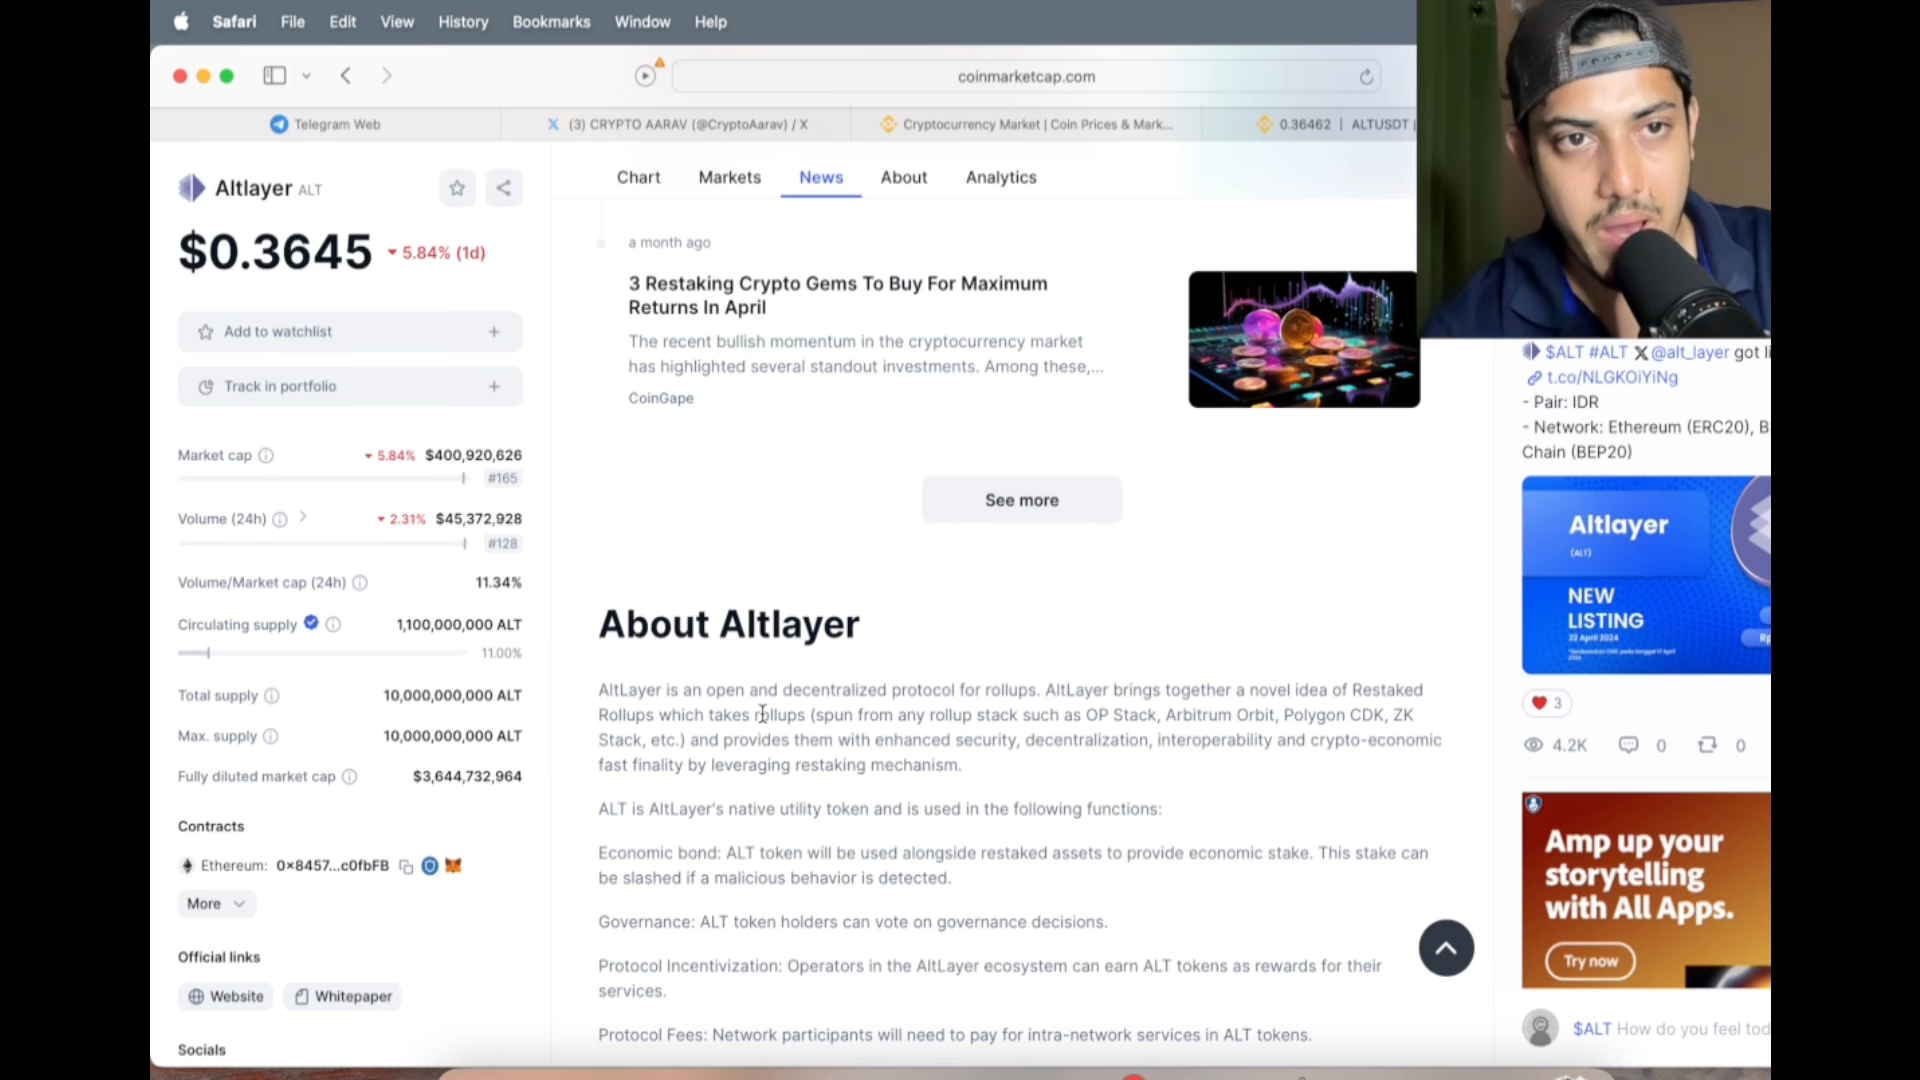 Safari File Edit View History Bookmarks Window Help
coinmarketcap.com
Telegram Web
(3) CRYPTO AARAV (@CryptoAarav) / X
Cryptocurrency Market | Coin Prices & Mark...
0.36462 | ALTUSDT |
Altlayer ALT
$0.3645 5.84% (1d)
Add to watchlist +
Track in portfolio +
Market cap 5.84% $400,920,626
#165
Volume (24h) 2.31% $45,372,928
#128
Volume/Market cap (24h) 11.34%
Circulating supply 1,100,000,000 ALT
11.00%
Total supply 10,000,000,000 ALT
Max. supply 10,000,000,000 ALT
Fully diluted market cap $3,644,732,964
Contracts
Ethereum: 0x8457...c0fbFB
More
Official links
Website Whitepaper
Socials
Chart Markets News About Analytics
a month ago
3 Restaking Crypto Gems To Buy For Maximum
Returns In April
The recent bullish momentum in the cryptocurrency market
has highlighted several standout investments. Among these,...
CoinGape
See more
About Altlayer
AltLayer is an open and decentralized protocol for rollups. AltLayer brings together a novel idea of Restaked
Rollups which takes rollups (spun from any rollup stack such as OP Stack, Arbitrum Orbit, Polygon CDK, ZK
Stack, etc.) and provides them with enhanced security, decentralization, interoperability and crypto-economic
fast finality by leveraging restaking mechanism.
ALT is AltLayer's native utility token and is used in the following functions:
Economic bond: ALT token will be used alongside restaked assets to provide economic stake. This stake can
be slashed if a malicious behavior is detected.
Governance: ALT token holders can vote on governance decisions.
Protocol Incentivization: Operators in the AltLayer ecosystem can earn ALT tokens as rewards for their
services.
Protocol Fees: Network participants will need to pay for intra-network services in ALT tokens.
$ALT #ALT X @alt_layer got
t.co/NLGKOiYiNg
- Pair: IDR
- Network: Ethereum (ERC20), B
Chain (BEP20)
Altlayer
(ALT)
NEW
LISTING
22 April 2024
Rp
3
4.2K 0 0
Amp up your
storytelling
with All Apps.
Try now
$ALT How do you feel tod